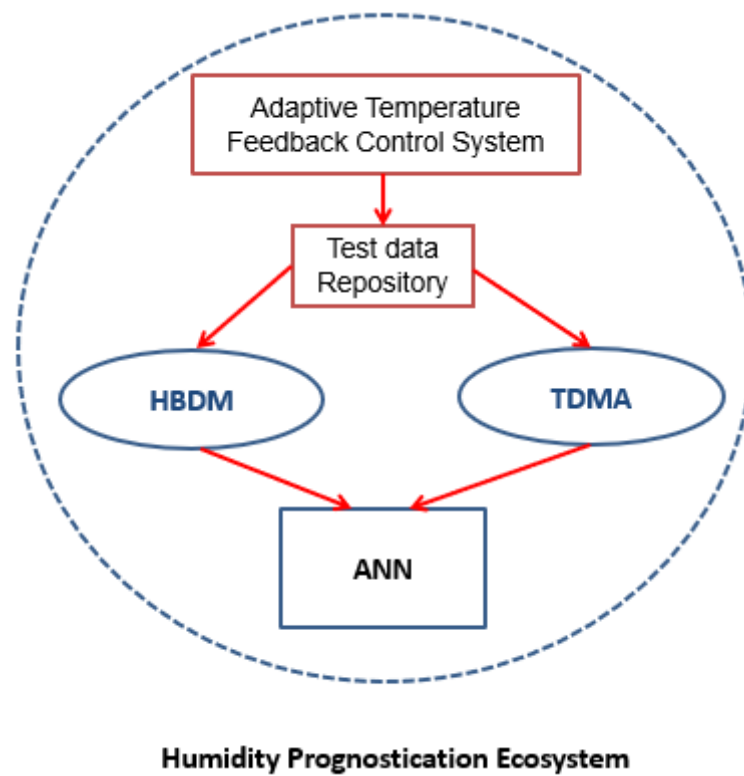 Adaptive Temperature
Feedback Control System
Test data
Repository
HBDM
TDMA
ANN
Humidity Prognostication Ecosystem